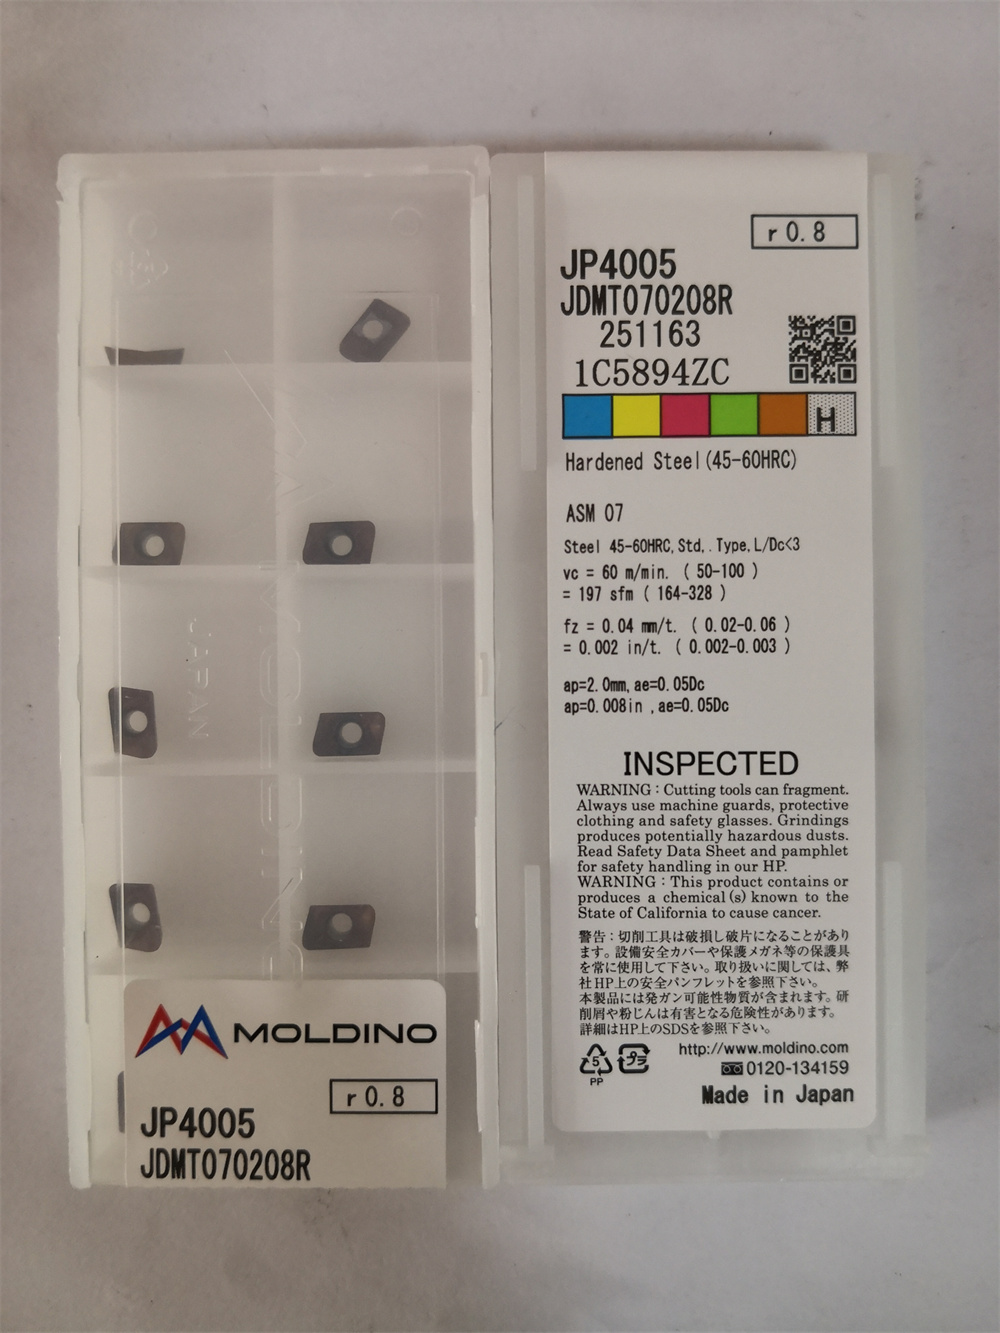 JAPAN
MOLDINO
MOLDINO
r 0.8
JP4005
JDMT070208R
r 0.8
JP4005
JDMT070208R
251163
1C5894ZC
H
Hardened Steel(45-60HRC)
ASM 07
Steel 45-60HRC,Std,.Type,L/Dc<3
vc = 60 m/min. ( 50-100 )
= 197 sfm ( 164-328 )
fz = 0.04 mm/t. ( 0.02-0.06 )
= 0.002 in/t. ( 0.002-0.003 )
ap=2.0mm,ae=0.05Dc
ap=0.008in ,ae=0.05Dc
INSPECTED
WARNING : Cutting tools can fragment.
Always use machine guards, protective
clothing and safety glasses. Grindings
produces potentially hazardous dusts.
Read Safety Data Sheet and pamphlet
for safety handling in our HP.
WARNING : This product contains or
produces a chemical(s) known to the
State of California to cause cancer.
警告：切削工具は破損し破片になることがあり
ます。設備安全カバーや保護メガネ等の保護具
を常に使用して下さい。取り扱いに関しては、弊
社HP上の安全パンフレットを参照下さい。
本製品には発ガン可能性物質が含まれます。研
削屑や粉じんは有害となる危険性があります。
詳細はHP上のSDSを参照下さい。
5
PP
プラ
http://www.moldino.com
0120-134159
Made in Japan